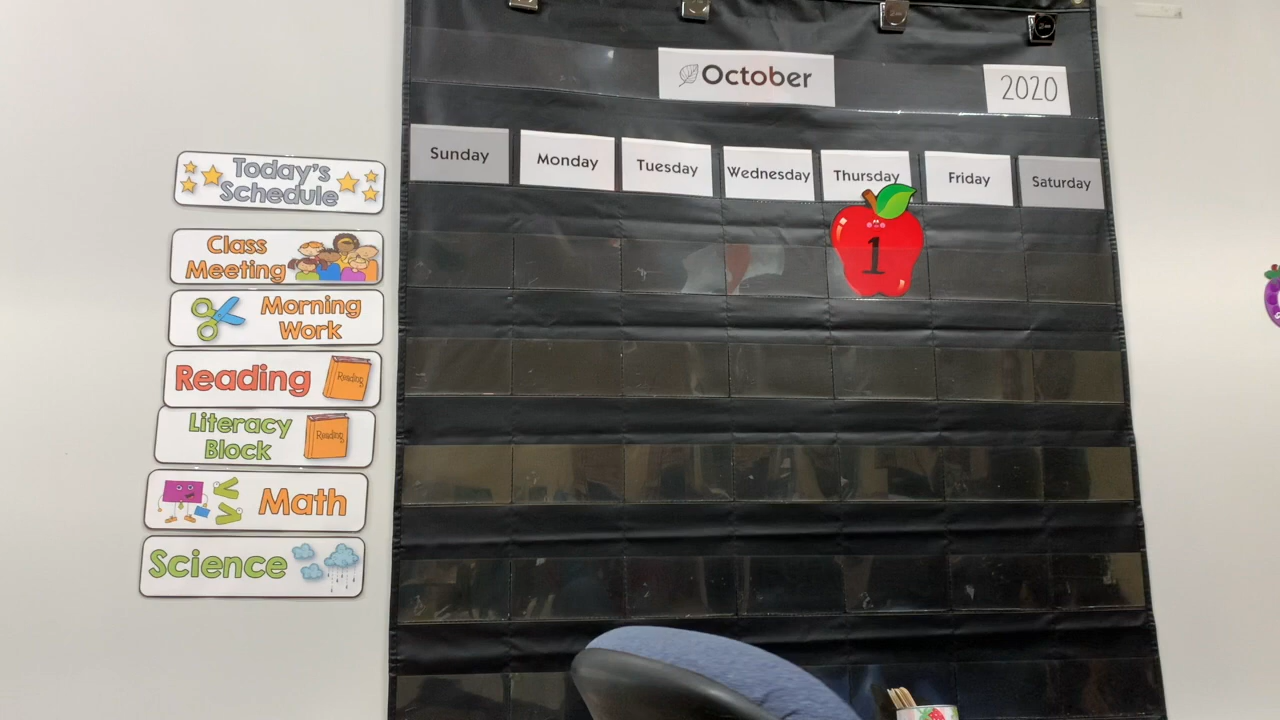 October
2020
Sunday
Monday
Tuesday
Wednesday
Thursday
Friday
Saturday
1
Today's
Schedule
Class
Meeting
Morning
Work
Reading
Reading
Literacy
Block
Reading
Math
Science